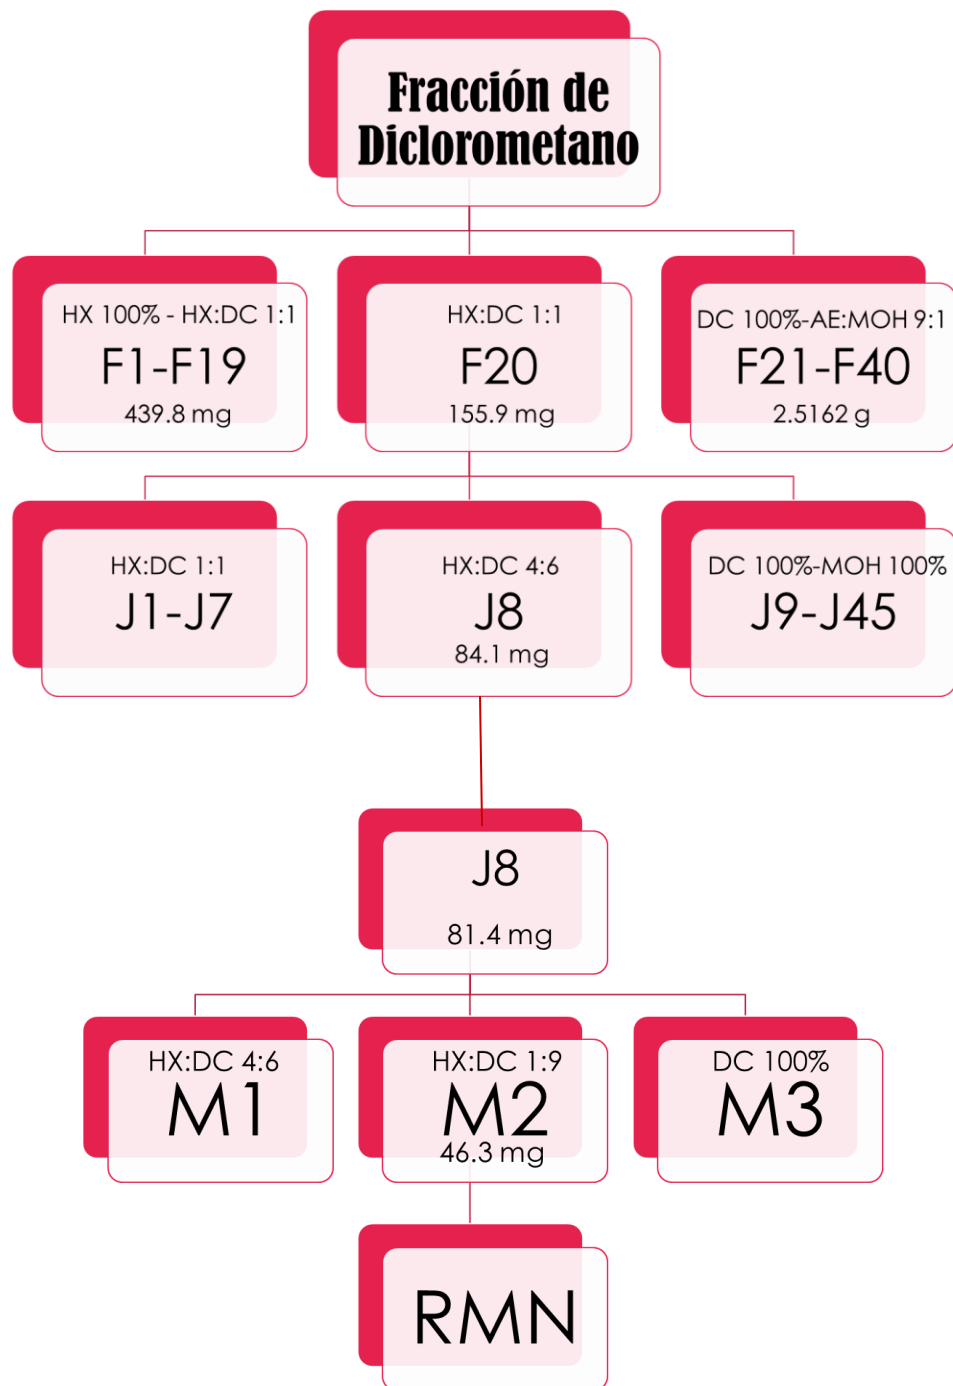 Fracción de
Diclorometano
HX 100% - HX:DC 1:1
F1-F19
439.8 mg
HX:DC 1:1
F20
155.9 mg
DC 100%-AE:MOH 9:1
F21-F40
2.5162 g
HX:DC 1:1
J1-J7
HX:DC 4:6
J8
84.1 mg
DC 100%-MOH 100%
J9-J45
J8
81.4 mg
HX:DC 4:6
M1
HX:DC 1:9
M2
46.3 mg
DC 100%
M3
RMN